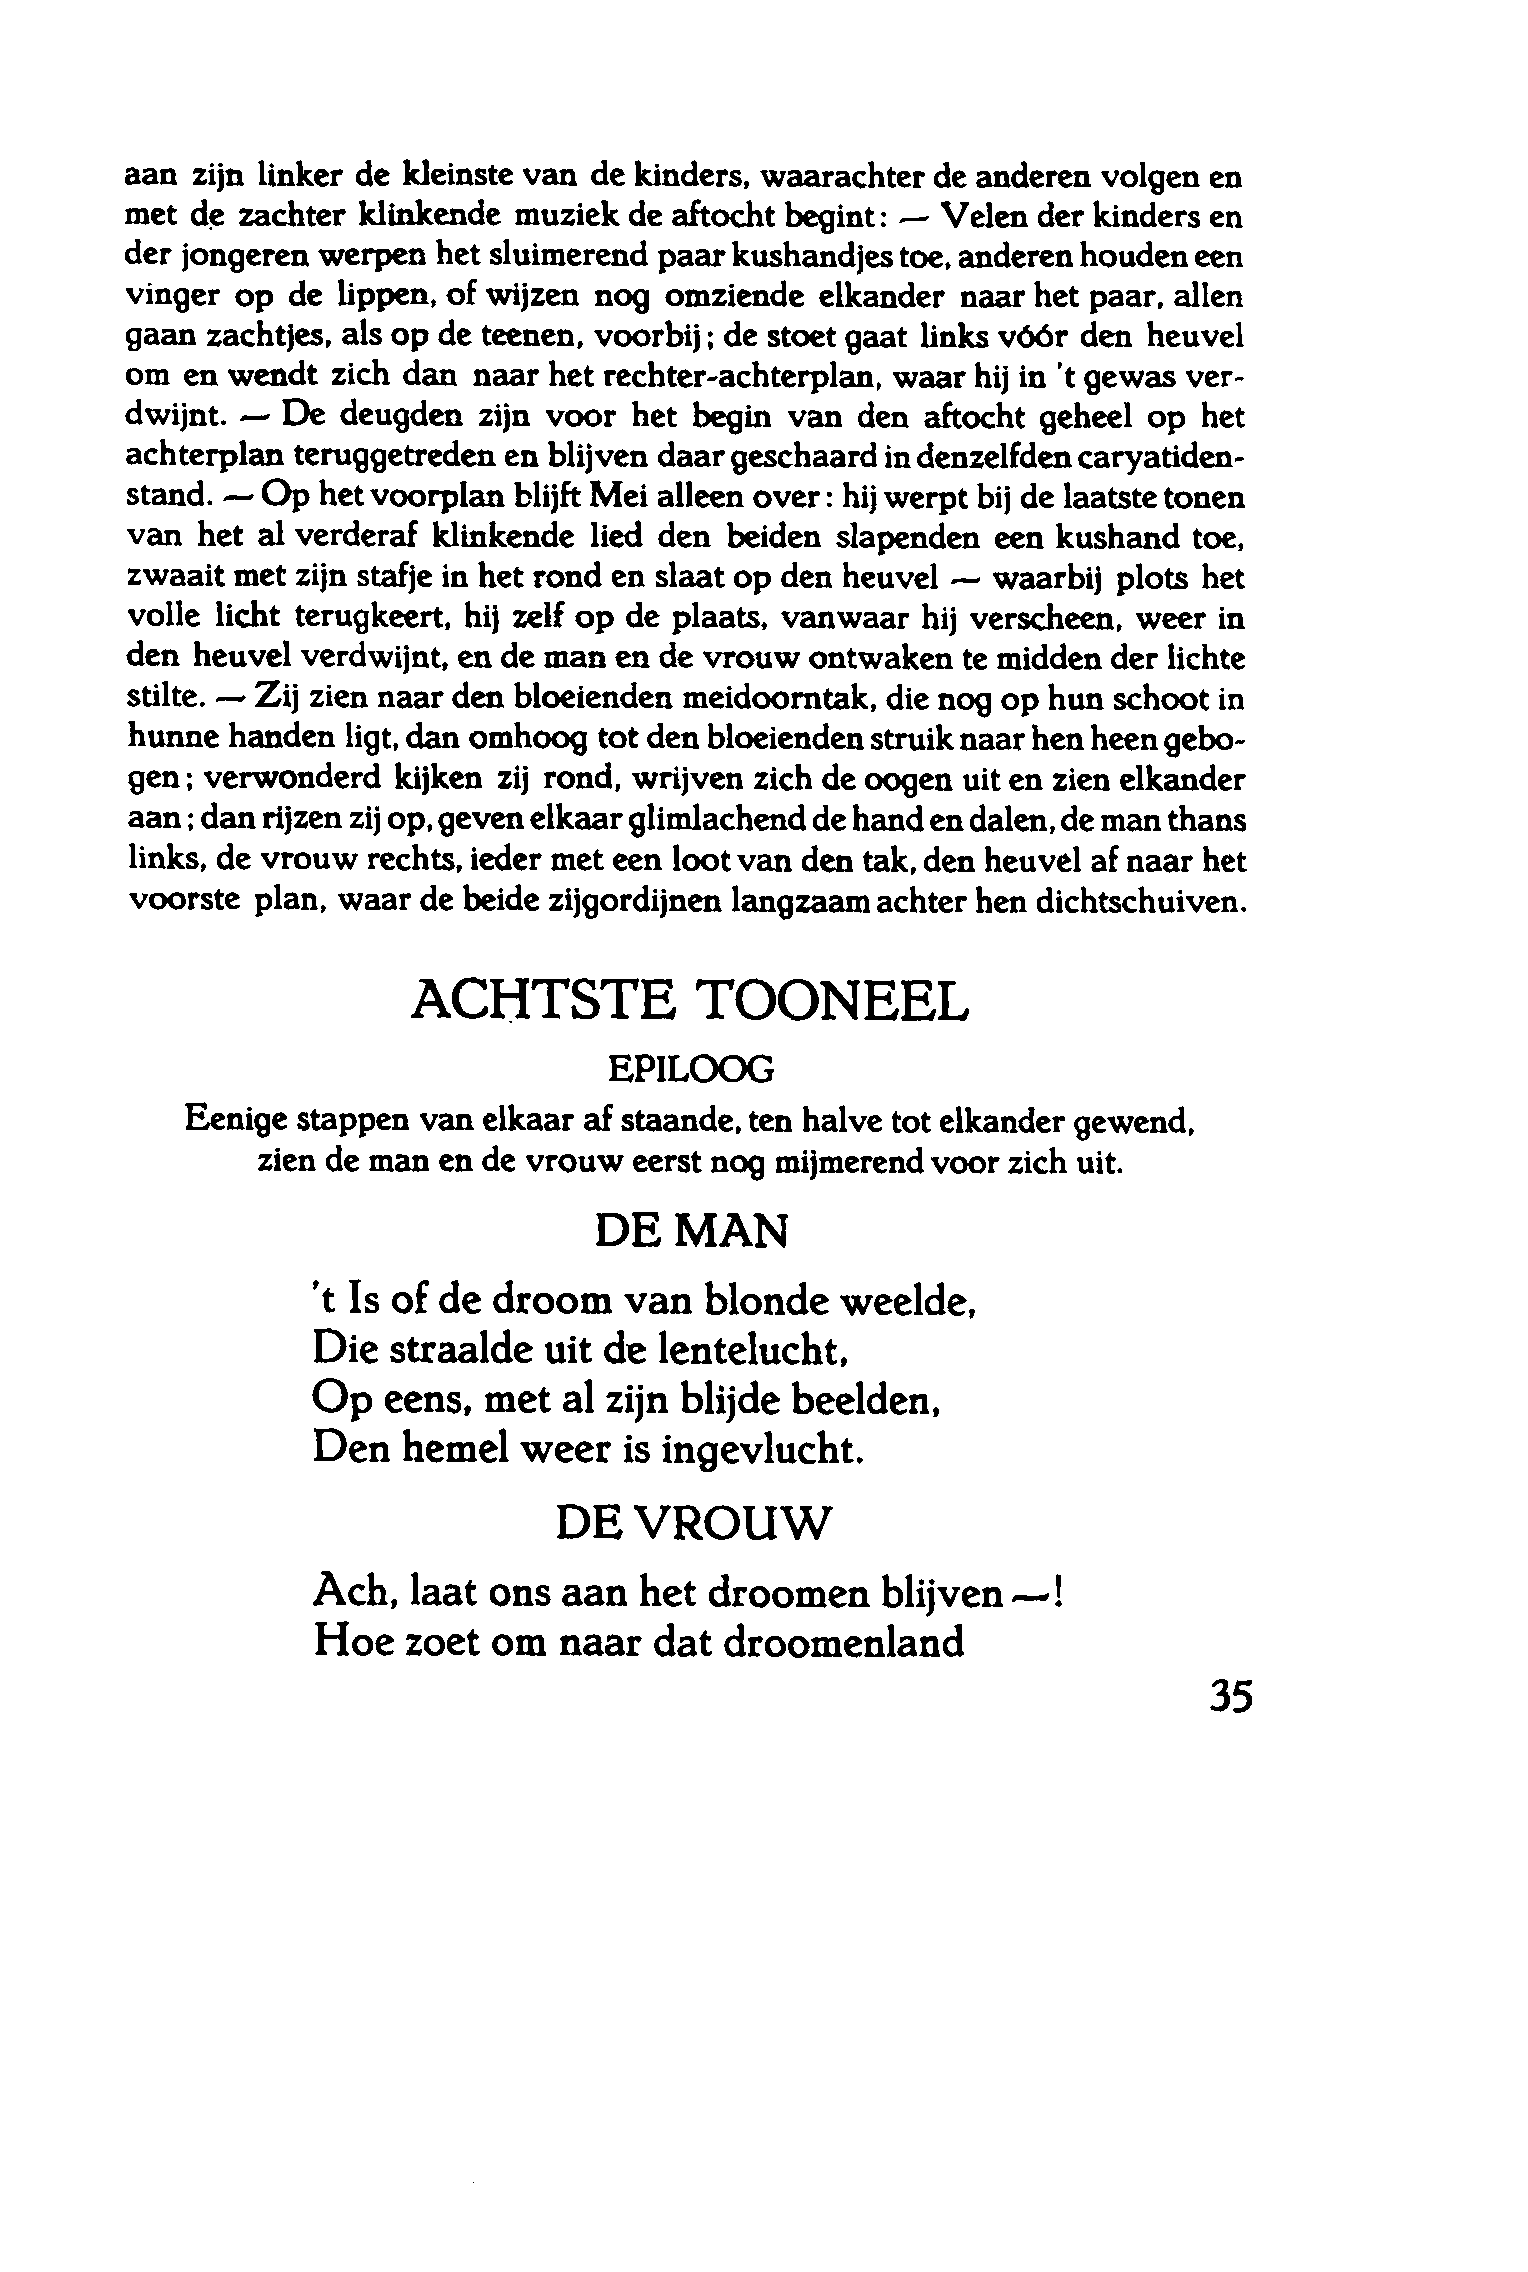 aan zijn linker de kleinste van de kinders, waarachter de anderen volgen en
met de zachter klinkende muziek de aftocht begint: — Velen der kinders en
der jongeren werpen het sluimerend paar kushandjes toe, anderen houden een
vinger op de lippen, of wijzen nog omziende elkander naar het paar, allen
gaan zachtjes, als op de teenen, voorbij; de stoet gaat links vóór den heuvel
om en wendt zich dan naar het rechter-achterplan, waar hij in 't gewas ver-
dwijnt. — De deugden zijn voor het begin van den aftocht geheel op het
achterplan teruggetreden en blijven daar geschaard in denzelfden caryatiden-
stand. — Op het voorplan blijft Mei alleen over: hij werpt bij de laatste tonen
van het al verderaf klinkende lied den beiden slapenden een kushand toe,
zwaait met zijn stafje in het rond en slaat op den heuvel — waarbij plots het
volle licht terugkeert, hij zelf op de plaats, vanwaar hij verscheen, weer in
den heuvel verdwijnt, en de man en de vrouw ontwaken te midden der lichte
stilte. — Zij zien naar den bloeienden meidoorntak, die nog op hun schoot in
hunne handen ligt, dan omhoog tot den bloeienden struik naar hen heen gebo-
gen; verwonderd kijken zij rond, wrijven zich de oogen uit en zien elkander
aan; dan rijzen zij op, geven elkaar glimlachend de hand en dalen, de man thans
links, de vrouw rechts, ieder met een loot van den tak, den heuvel af naar het
voorste plan, waar de beide zijgordijnen langzaam achter hen dichtschuiven.
ACHTSTE TOONEEL
EPILOOG
Eenige stappen van elkaar af staande, ten halve tot elkander gewend,
zien de man en de vrouw eerst nog mijmerend voor zich uit.
DE MAN
't Is of de droom van blonde weelde,
Die straalde uit de lentelucht,
Op eens, met al zijn blijde beelden,
Den hemel weer is ingevlucht.
DE VROUW
Ach, laat ons aan het droomen blijven —!
Hoe zoet om naar dat droomenland
35